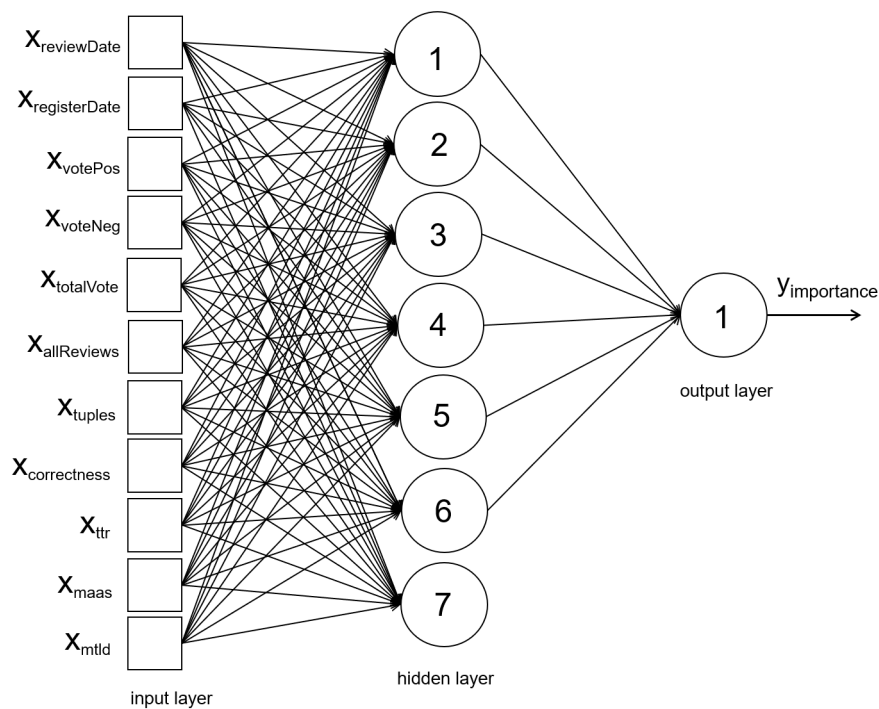 XreviewDate
XregisterDate
XvotePos
XvoteNeg
XtotalVote
XallReviews
Xtuples
Xcorrectness
Xttr
Xmaas
Xmtld
input layer
1
2
3
4
5
6
7
hidden layer
1
output layer
yimportance